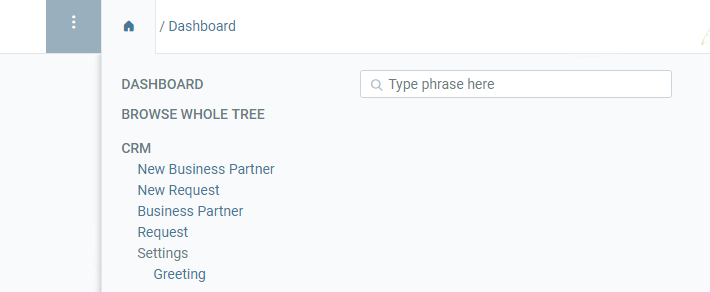 / Dashboard
DASHBOARD
Type phrase here
BROWSE WHOLE TREE
CRM
New Business Partner
New Request
Business Partner
Request
Settings
Greeting